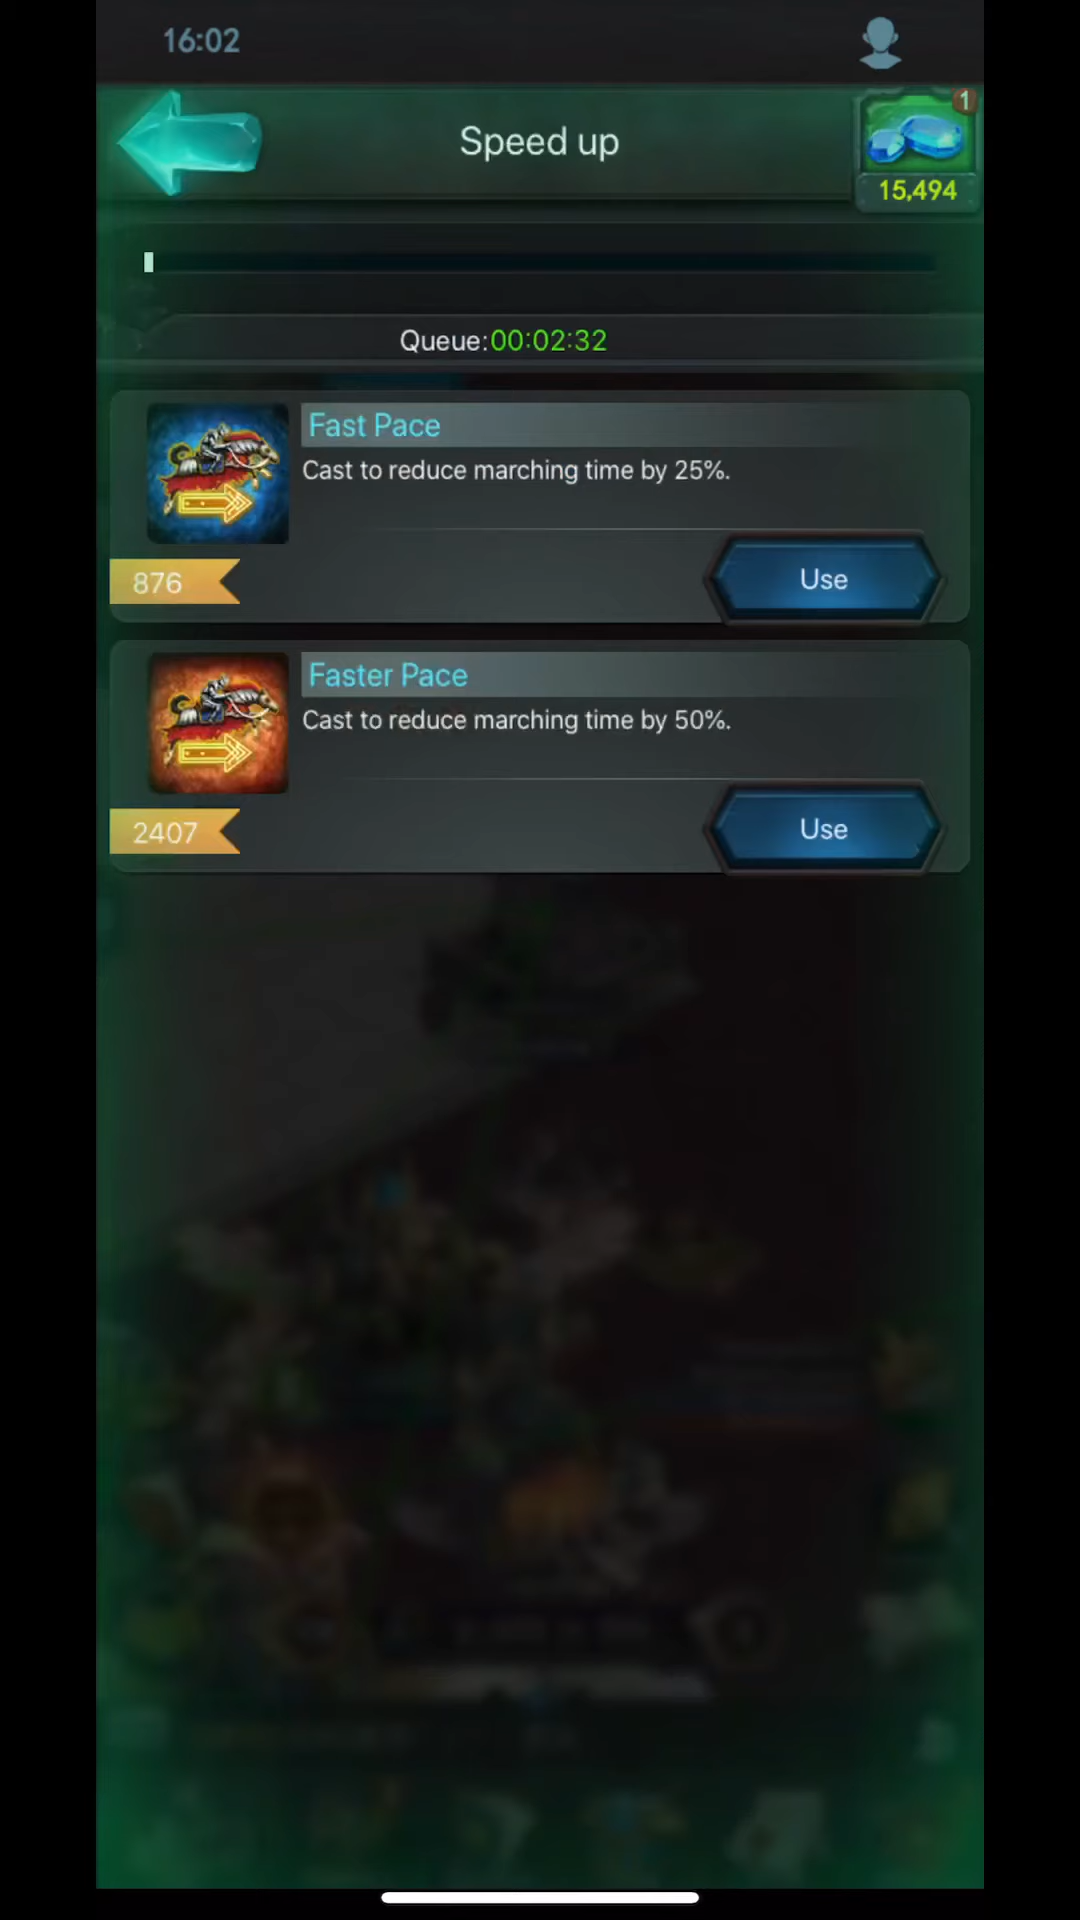 16:02
Speed up
1
15,494
Queue:00:02:32
Fast Pace
Cast to reduce marching time by 25%.
876
Use
Faster Pace
Cast to reduce marching time by 50%.
2407
Use